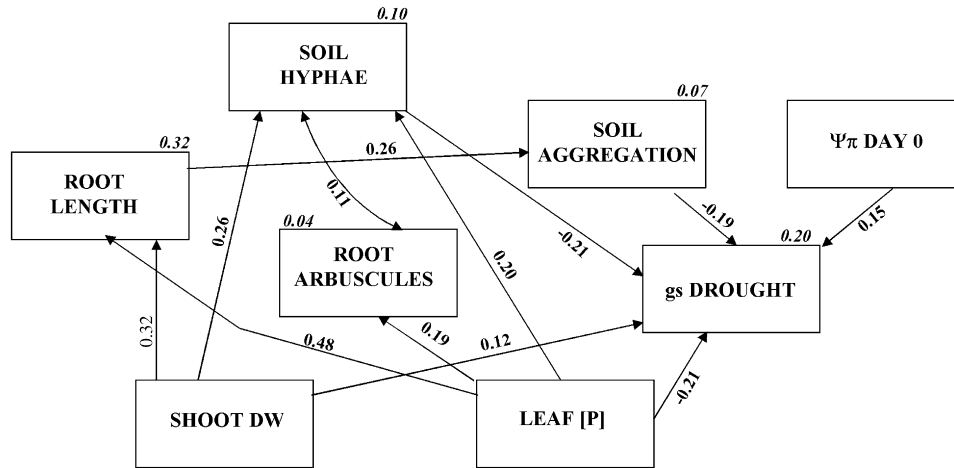 0.10
SOIL
HYPHAE
0.07
SOIL
AGGREGATION
Ψπ DAY 0
0.32
ROOT
LENGTH
0.26
0.11
-0.19
0.15
0.26
0.04
ROOT
ARBUSCULES
0.20
-0.21
0.20
gs DROUGHT
0.32
0.48
0.19
0.12
-0.21
SHOOT DW
LEAF [P]